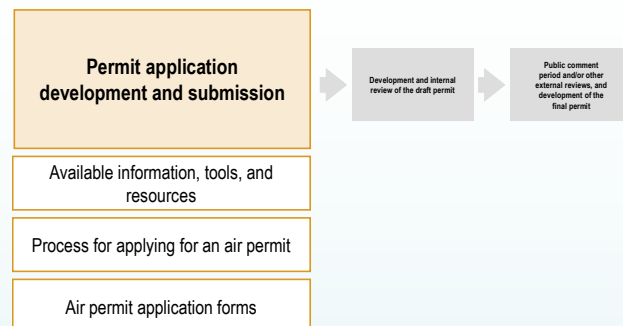 Permit application
development and submission
Development and internal
review of the draft permit
Public comment
period and/or other
external reviews, and
development of the
final permit
Available information, tools, and
resources
Process for applying for an air permit
Air permit application forms